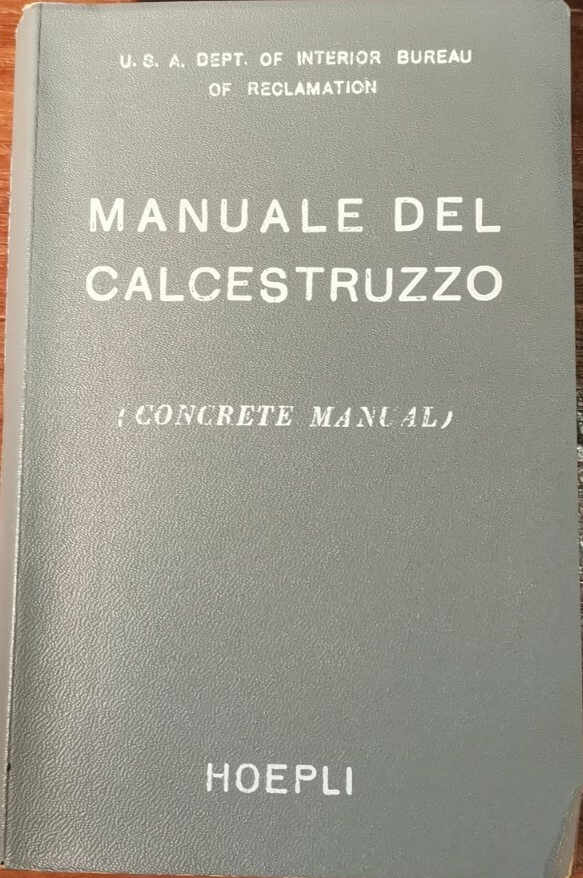 U. S. A. DEPT. OF INTERIOR BUREAU
OF RECLAMATION
MANUALE DEL
CALCESTRUZZO
(CONCRETE MANUAL)
HOEPLI